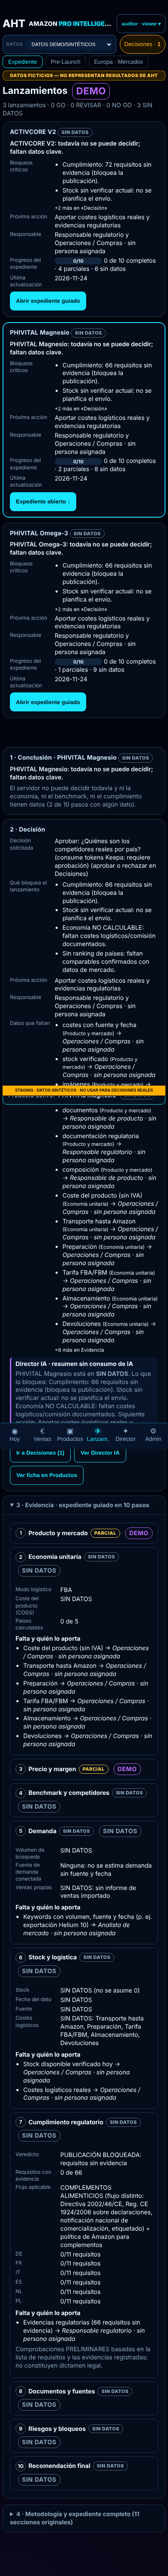 AHT AMAZON PRO INTELLIGE...
auditor · viewer ▾
DATOS DATOS DEMO/SINTÉTICOS
Decisiones 1
Expediente Pre-Launch Europa · Mercados
DATOS FICTICIOS — NO REPRESENTAN RESULTADOS DE AHT
Lanzamientos DEMO
3 lanzamientos · 0 GO · 0 REVISAR · 0 NO GO · 3 SIN
DATOS
ACTICORE V2 SIN DATOS
ACTICORE V2: todavía no se puede decidir;
faltan datos clave.
Bloqueos
críticos
Cumplimiento: 72 requisitos sin
evidencia (bloquea la
publicación).
Stock sin verificar actual: no se
planifica el envío.
+2 más en «Decisión»
Próxima acción
Aportar costes logísticos reales y
evidencias regulatorias
Responsable
Responsable regulatorio y
Operaciones / Compras · sin
persona asignada
Progreso del
expediente
0/10 0 de 10 completos
· 4 parciales · 6 sin datos
Última
actualización
2026-11-24
Abrir expediente guiado
PHIVITAL Magnesio SIN DATOS
PHIVITAL Magnesio: todavía no se puede decidir;
faltan datos clave.
Bloqueos
críticos
Cumplimiento: 66 requisitos sin
evidencia (bloquea la
publicación).
Stock sin verificar actual: no se
planifica el envío.
+2 más en «Decisión»
Próxima acción
Aportar costes logísticos reales y
evidencias regulatorias
Responsable
Responsable regulatorio y
Operaciones / Compras · sin
persona asignada
Progreso del
expediente
0/10 0 de 10 completos
· 2 parciales · 8 sin datos
Última
actualización
2026-11-24
Expediente abierto ↓
PHIVITAL Omega-3 SIN DATOS
PHIVITAL Omega-3: todavía no se puede decidir;
faltan datos clave.
Bloqueos
críticos
Cumplimiento: 66 requisitos sin
evidencia (bloquea la
publicación).
Stock sin verificar actual: no se
planifica el envío.
+2 más en «Decisión»
Próxima acción
Aportar costes logísticos reales y
evidencias regulatorias
Responsable
Responsable regulatorio y
Operaciones / Compras · sin
persona asignada
Progreso del
expediente
0/10 0 de 10 completos
· 1 parciales · 9 sin datos
Última
actualización
2026-11-24
Abrir expediente guiado
1 · Conclusión · PHIVITAL Magnesio SIN DATOS
PHIVITAL Magnesio: todavía no se puede decidir;
faltan datos clave.
El servidor no puede decidir todavía y ni la
economía, ni el benchmark, ni el cumplimiento
tienen datos (2 de 10 pasos con algún dato).
2 · Decisión
Decisión
solicitada
Aprobar: ¿Quiénes son los
competidores reales por país?
(consume tokens Keepa: requiere
aprobación) (aprobar o rechazar en
Decisiones)
Qué bloquea el
lanzamiento
Cumplimiento: 66 requisitos sin
evidencia (bloquea la
publicación).
Stock sin verificar actual: no se
planifica el envío.
Economía NO CALCULABLE:
faltan costes logísticos/comisión
documentados.
Sin ranking de países: faltan
comparables confirmados con
datos de mercado.
Próxima acción
Aportar costes logísticos reales y
evidencias regulatorias
Responsable
Responsable regulatorio y
Operaciones / Compras · sin
persona asignada
Datos que faltan
costes con fuente y fecha
(Producto y mercado) →
Operaciones / Compras · sin
persona asignada
stock verificado (Producto y
mercado) → Operaciones /
Compras · sin persona asignada
STAGING · DATOS SINTÉTICOS · NO USAR PARA DECISIONES REALES
documentos (Producto y mercado)
→ Responsable de producto · sin
persona asignada
documentación regulatoria
(Producto y mercado) →
Responsable regulatorio · sin
persona asignada
composición (Producto y mercado)
→ Responsable de producto · sin
persona asignada
Coste del producto (sin IVA)
(Economía unitaria) → Operaciones /
Compras · sin persona asignada
Transporte hasta Amazon
(Economía unitaria) → Operaciones /
Compras · sin persona asignada
Preparación (Economía unitaria) →
Operaciones / Compras · sin
persona asignada
Tarifa FBA/FBM (Economía unitaria)
→ Operaciones / Compras · sin
persona asignada
Almacenamiento (Economía unitaria)
→ Operaciones / Compras · sin
persona asignada
Devoluciones (Economía unitaria) →
Operaciones / Compras · sin
persona asignada
+8 más en Evidencia
Director IA · resumen sin consumo de IA
PHIVITAL Magnesio está en SIN DATOS. Lo que
lo bloquea: Cumplimiento: 66 requisitos sin
evidencia (bloquea la publicación). Stock sin
verificar actual: no se planifica el envío.
Economía NO CALCULABLE: faltan costes
logísticos/comisión documentados. Siguiente
Hoy Ventas Productos Lanzam. Director Admin
Ir a Decisiones (1)
Ver Director IA
Ver ficha en Productos
▾ 3 · Evidencia · expediente guiado en 10 pasos
1 Producto y mercado PARCIAL DEMO
2 Economía unitaria SIN DATOS
SIN DATOS
Modo logístico FBA
Coste del
producto
(COGS)
SIN DATOS
Países
calculables
0 de 5
Falta y quién lo aporta
Coste del producto (sin IVA) → Operaciones
/ Compras · sin persona asignada
Transporte hasta Amazon → Operaciones /
Compras · sin persona asignada
Preparación → Operaciones / Compras · sin
persona asignada
Tarifa FBA/FBM → Operaciones / Compras ·
sin persona asignada
Almacenamiento → Operaciones / Compras ·
sin persona asignada
Devoluciones → Operaciones / Compras · sin
persona asignada
3 Precio y margen PARCIAL DEMO
4 Benchmark y competidores SIN DATOS
SIN DATOS
5 Demanda SIN DATOS SIN DATOS
Volumen de
búsqueda
SIN DATOS
Fuente de
demanda
conectada
Ninguna: no se estima demanda
sin fuente y fecha
Ventas propias
SIN DATOS: sin informe de
ventas importado
Falta y quién lo aporta
Keywords con volumen, fuente y fecha (p. ej.
exportación Helium 10) → Analista de
mercado · sin persona asignada
6 Stock y logística SIN DATOS
SIN DATOS
Stock SIN DATOS (no se asume 0)
Fecha del dato SIN DATOS
Fuente SIN DATOS
Costes
logísticos
SIN DATOS: Transporte hasta
Amazon, Preparación, Tarifa
FBA/FBM, Almacenamiento,
Devoluciones
Falta y quién lo aporta
Stock disponible verificado hoy →
Operaciones / Compras · sin persona
asignada
Costes logísticos reales → Operaciones /
Compras · sin persona asignada
7 Cumplimiento regulatorio SIN DATOS
SIN DATOS
Veredicto
PUBLICACIÓN BLOQUEADA:
requisitos sin evidencia
Requisitos con
evidencia
0 de 66
Flujo aplicable
COMPLEMENTOS
ALIMENTICIOS (flujo distinto:
Directiva 2002/46/CE, Reg. CE
1924/2006 sobre declaraciones,
notificación nacional de
comercialización, etiquetado) +
política de Amazon para
complementos
DE 0/11 requisitos
FR 0/11 requisitos
IT 0/11 requisitos
ES 0/11 requisitos
NL 0/11 requisitos
PL 0/11 requisitos
Falta y quién lo aporta
Evidencias regulatorias (66 requisitos sin
evidencia) → Responsable regulatorio · sin
persona asignada
Comprobaciones PRELIMINARES basadas en la
lista de requisitos y las evidencias registradas;
no constituyen dictamen legal.
8 Documentos y fuentes SIN DATOS
SIN DATOS
9 Riesgos y bloqueos SIN DATOS
SIN DATOS
10 Recomendación final SIN DATOS
SIN DATOS
▸ 4 · Metodología y expediente completo (11
secciones originales)